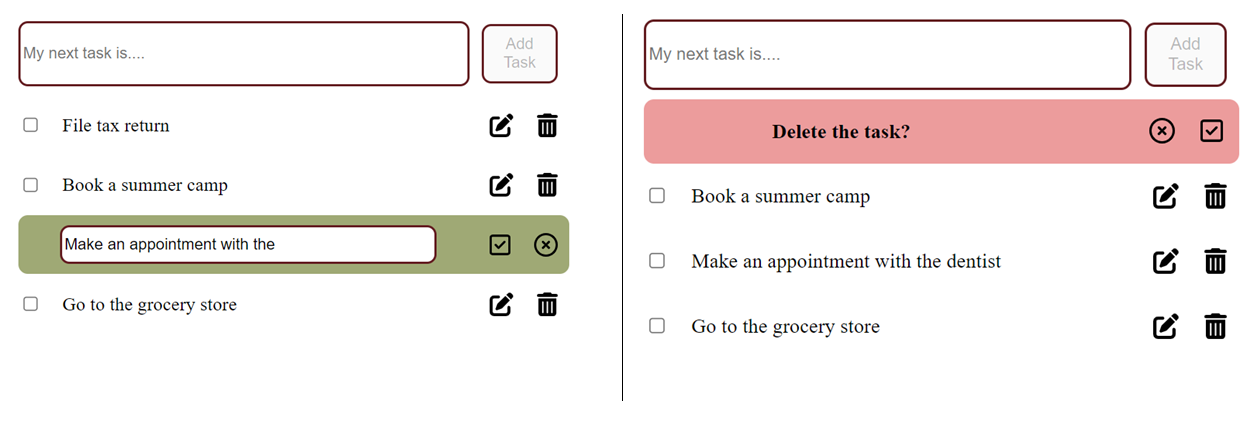 My next task is....
Add
Task
File tax return
Book a summer camp
Make an appointment with the
Go to the grocery store
My next task is....
Add
Task
Delete the task?
Book a summer camp
Make an appointment with the dentist
Go to the grocery store